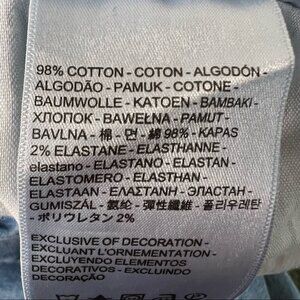 98% COTTON - COTON - ALGODÓN -
ALGODÃO - PAMUK - COTONE -
BAUMWOLLE - KATOEN - BAMBAKI -
ХЛОПОК - BAWEŁNA - PAMUT -
BAVLNA - 棉 - 면 - 綿 98% - KAPAS
2% ELASTANE - ELASTHANNE -
elastano - ELASTANO - ELASTAN -
ELASTOMERO - ELASTHAN -
ELASTAAN - ΕΛΑΣΤΑΝΗ - ЭЛАСТАН -
GUMISZÁL - 氨纶 - 彈性纖維 - 폴리우레탄
- ポリウレタン 2%
EXCLUSIVE OF DECORATION -
EXCLUANT L'ORNEMENTATION -
EXCLUYENDO ELEMENTOS
DECORATIVOS - EXCLUINDO
DECORAÇÃO